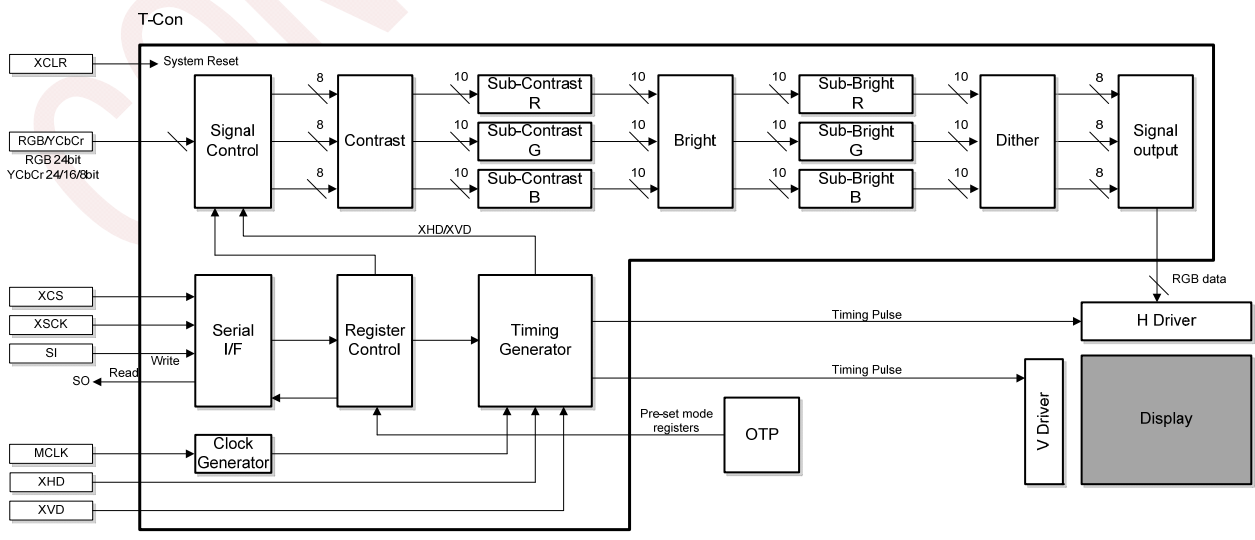 T-Con
XCLR
System Reset
RGB/YCbCr
RGB 24bit
YCbCr 24/16/8bit
Signal
Control
8
8
8
Contrast
10
10
10
Sub-Contrast
R
Sub-Contrast
G
Sub-Contrast
B
10
10
10
Bright
10
10
10
Sub-Bright
R
Sub-Bright
G
Sub-Bright
B
10
10
10
Dither
8
8
8
Signal
output
XHD/XVD
RGB data
XCS
XSCK
SI
Write
SO
Read
Serial
I/F
Register
Control
Timing
Generator
Timing Pulse
H Driver
Timing Pulse
V Driver
Display
Pre-set mode
registers
OTP
MCLK
Clock
Generator
XHD
XVD